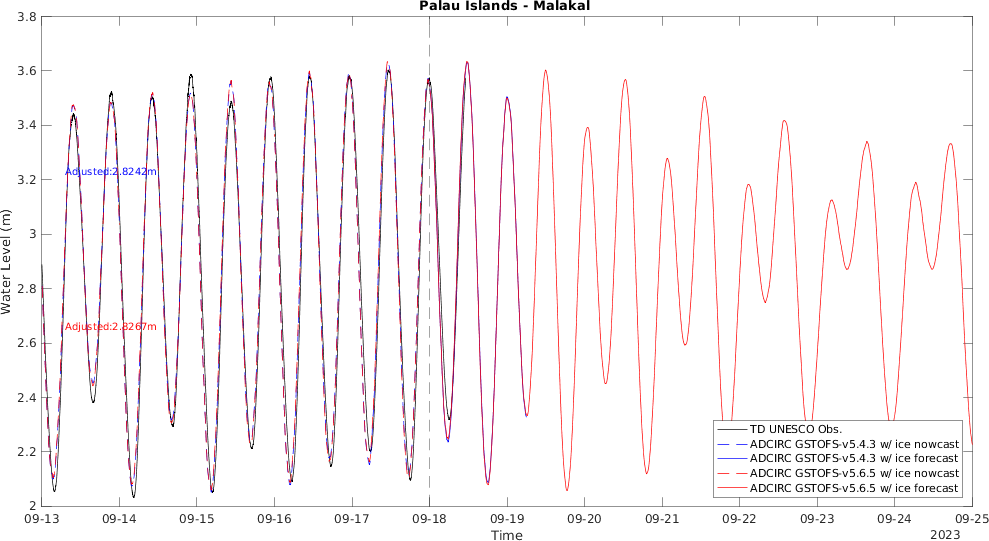 Palau Islands - Malakal
3.8
3.6
3.4
3.2
3
2.8
2.6
2.4
2.2
2
Water Level (m)
Adjusted:2.8242m
Adjusted:2.8267m
TD UNESCO Obs.
ADCIRC GSTOFS-v5.4.3 w/ ice nowcast
ADCIRC GSTOFS-v5.4.3 w/ ice forecast
ADCIRC GSTOFS-v5.6.5 w/ ice nowcast
ADCIRC GSTOFS-v5.6.5 w/ ice forecast
09-13 09-14 09-15 09-16 09-17 09-18 09-19 09-20 09-21 09-22 09-23 09-24 09-25
Time
2023